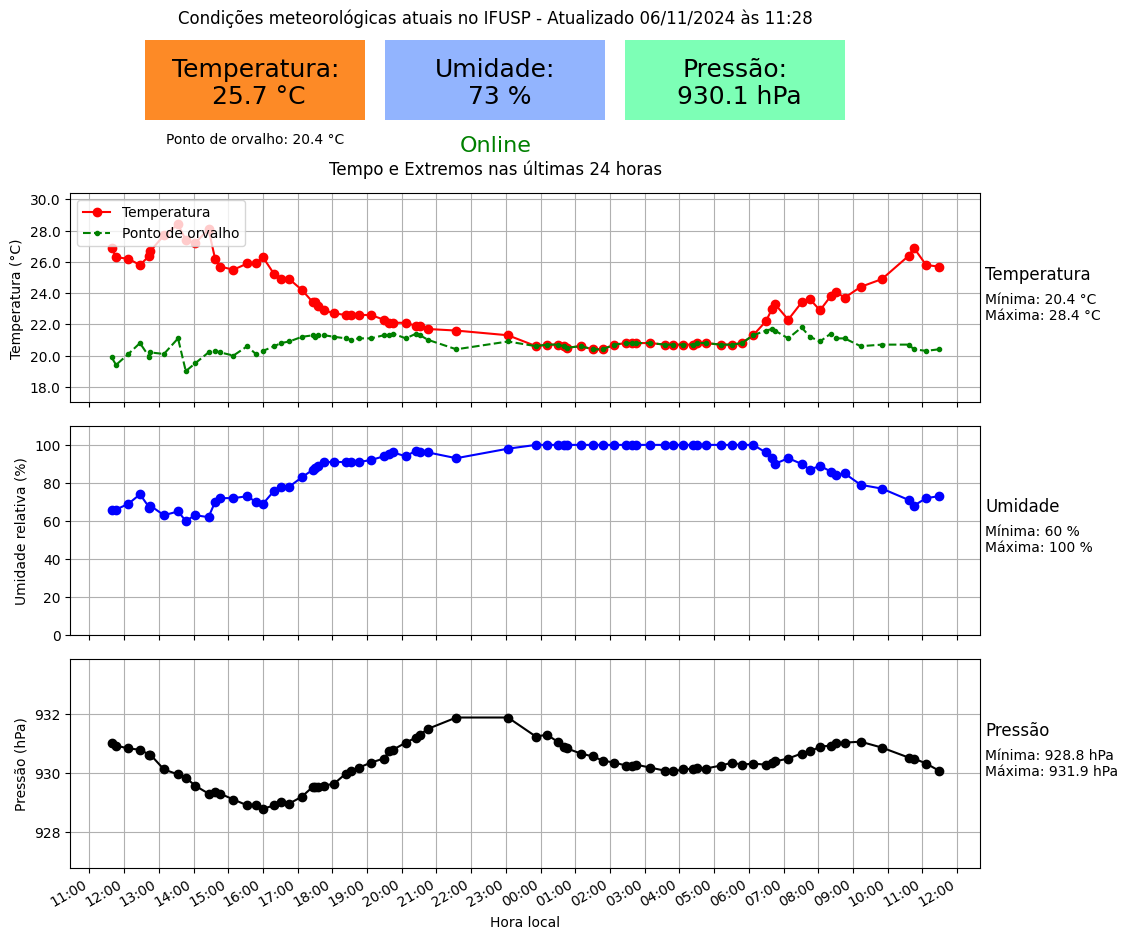 Condições meteorológicas atuais no IFUSP - Atualizado 06/11/2024 às 11:28
Temperatura:
25.7 °C
Umidade:
73 %
Pressão:
930.1 hPa
Ponto de orvalho: 20.4 °C
Online
Tempo e Extremos nas últimas 24 horas
Temperatura (°C)
30.0
28.0
26.0
24.0
22.0
20.0
18.0
Temperatura
Ponto de orvalho
Temperatura
Mínima: 20.4 °C
Máxima: 28.4 °C
Umidade relativa (%)
100
80
60
40
20
0
Umidade
Mínima: 60 %
Máxima: 100 %
Pressão (hPa)
932
930
928
Pressão
Mínima: 928.8 hPa
Máxima: 931.9 hPa
11:00 12:00 13:00 14:00 15:00 16:00 17:00 18:00 19:00 20:00 21:00 22:00 23:00 00:00 01:00 02:00 03:00 04:00 05:00 06:00 07:00 08:00 09:00 10:00 11:00 12:00
Hora local